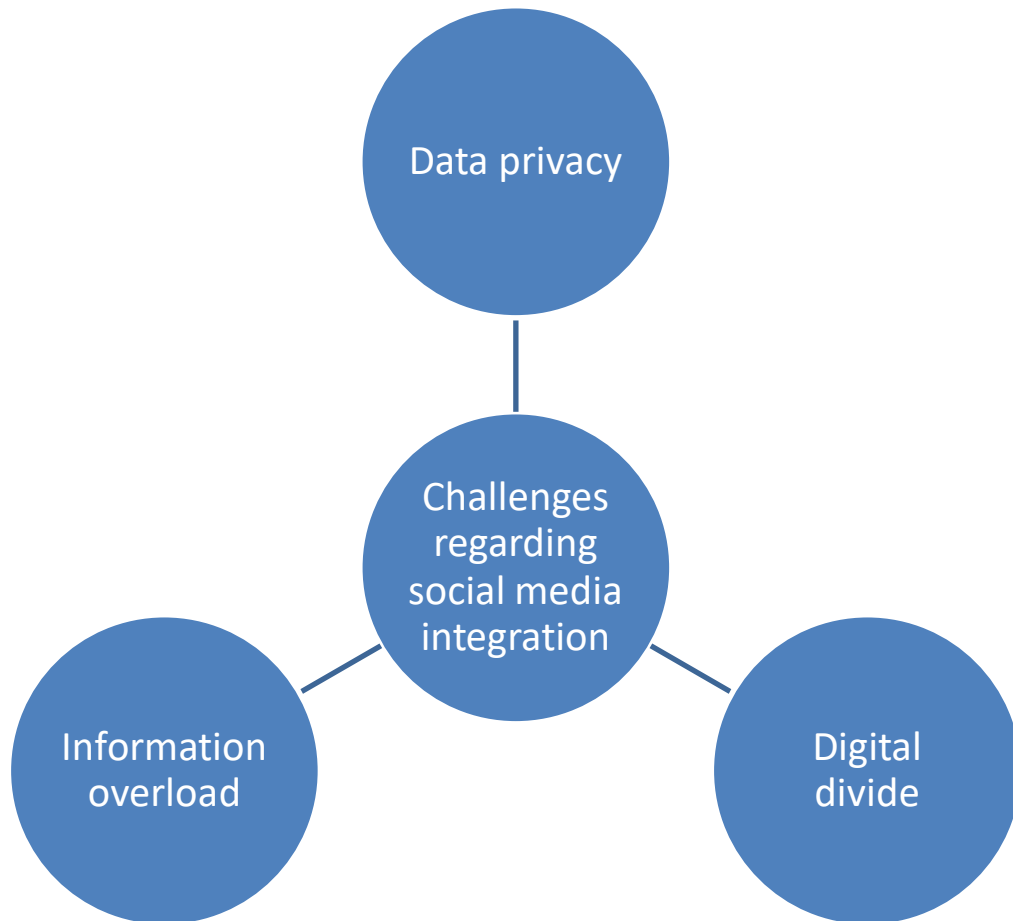 Data privacy
Challenges
regarding
social media
integration
Information
overload
Digital
divide